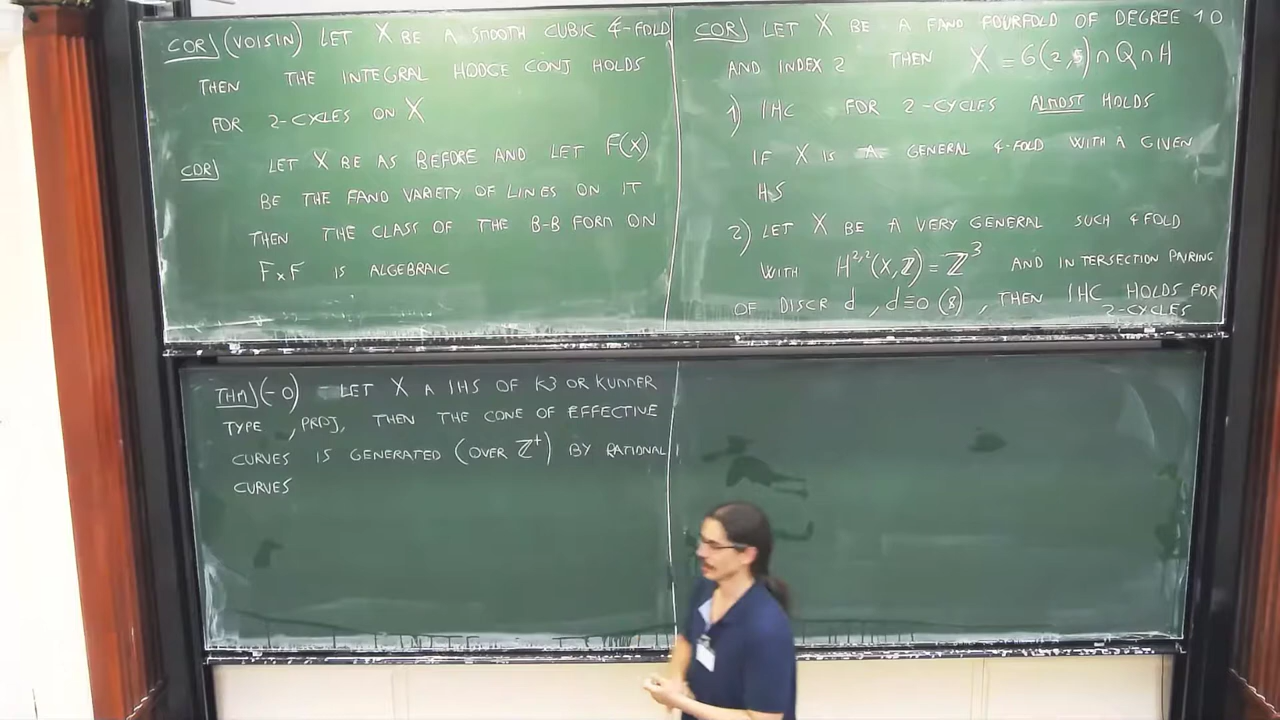 COR) (VOISIN) LET X BE A SMOOTH CUBIC 4-FOLD
THEN THE INTEGRAL HODGE CONJ HOLDS
FOR 2-CYCLES ON X
COR) LET X BE AS BEFORE AND LET F(X)
BE THE FANO VARIETY OF LINES ON IT
THEN THE CLASS OF THE B-B FORM ON
F×F IS ALGEBRAIC
COR) LET X BE A FANO FOURFOLD OF DEGREE 10
AND INDEX 2 THEN X = G(2,5)∩Q∩H
1) IHC FOR 2-CYCLES ALMOST HOLDS
IF X IS A GENERAL 4-FOLD WITH A GIVEN
HS
2) LET X BE A VERY GENERAL SUCH 4FOLD
WITH H²,²(X,ℤ) = ℤ³ AND INTERSECTION PAIRING
OF DISCR d, d≡0 (8), THEN IHC HOLDS FOR
2-CYCLES
THM) (-O) - LET X A IHS OF K3 OR KUMMER
TYPE, PROJ, THEN THE CONE OF EFFECTIVE
CURVES IS GENERATED (OVER ℤ⁺) BY RATIONAL
CURVES